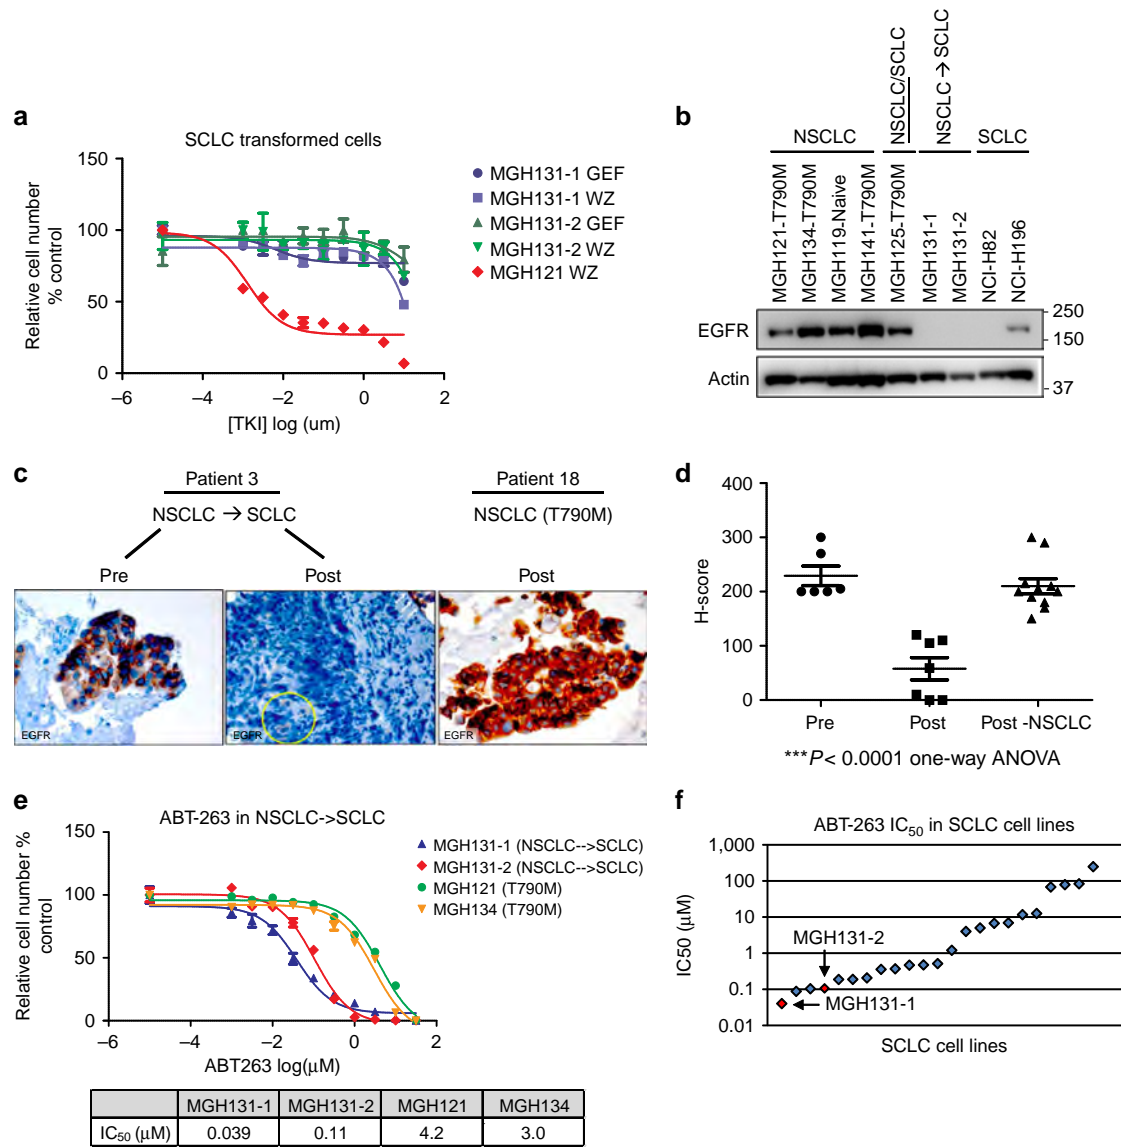 a
SCLC transformed cells
150
100
50
0
−6
−4
−2
0
2
Relative cell number
% control
[TKI] log (um)
MGH131-1 GEF
MGH131-1 WZ
MGH131-2 GEF
MGH131-2 WZ
MGH121 WZ
b
NSCLC
NSCLC/SCLC
NSCLC → SCLC
SCLC
MGH121-T790M
MGH134-T790M
MGH119-Naive
MGH141-T790M
MGH125-T790M
MGH131-1
MGH131-2
NCI-H82
NCI-H196
EGFR
250
150
Actin
37
c
Patient 3
NSCLC → SCLC
Pre
Post
Patient 18
NSCLC (T790M)
Post
EGFR
EGFR
EGFR
d
400
300
200
100
0
H-score
Pre
Post
Post -NSCLC
***P< 0.0001 one-way ANOVA
e
ABT-263 in NSCLC->SCLC
150
100
50
0
−6
−4
−2
0
2
Relative cell number %
control
ABT263 log(μM)
MGH131-1 (NSCLC-->SCLC)
MGH131-2 (NSCLC-->SCLC)
MGH121 (T790M)
MGH134 (T790M)
MGH131-1 MGH131-2 MGH121 MGH134
IC50 (μM) 0.039 0.11 4.2 3.0
f
ABT-263 IC50 in SCLC cell lines
1,000
100
10
1
0.1
0.01
IC50 (μM)
MGH131-2
MGH131-1
SCLC cell lines